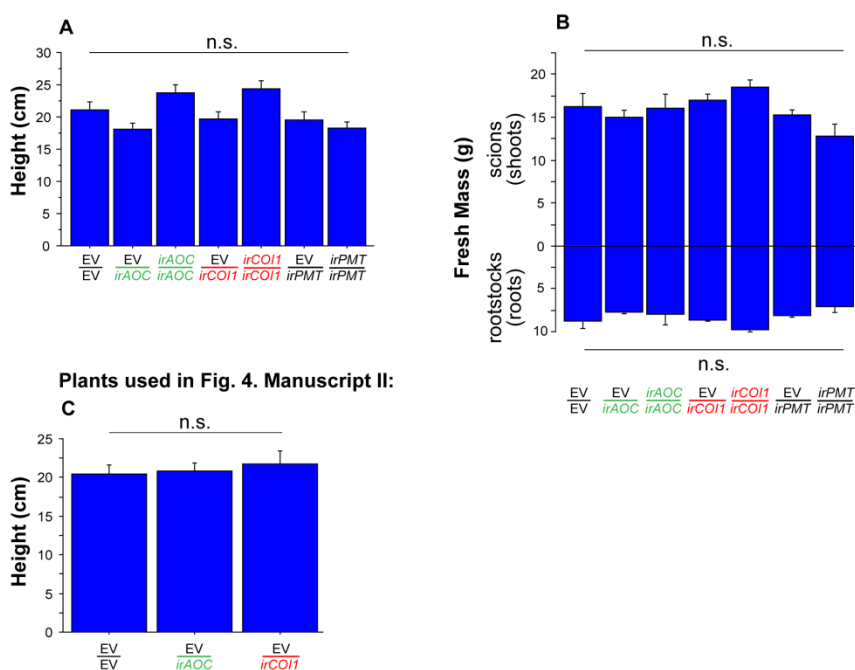 A
n.s.
30
25
20
15
10
5
0
Height (cm)
EV EV irAOC EV irCOI1 EV irPMT
EV irAOC irAOC irCOI1 irCOI1 irPMT irPMT
B
n.s.
20
15
10
5
0
5
10
Fresh Mass (g)
scions
(shoots)
rootstocks
(roots)
n.s.
EV EV irAOC EV irCOI1 EV irPMT
EV irAOC irAOC irCOI1 irCOI1 irPMT irPMT
Plants used in Fig. 4. Manuscript II:
C
n.s.
25
20
15
10
5
0
Height (cm)
EV EV EV
EV irAOC irCOI1